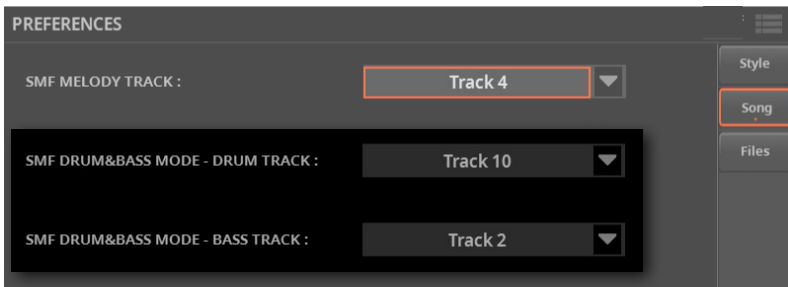 PREFERENCES
SMF MELODY TRACK : Track 4
SMF DRUM&BASS MODE - DRUM TRACK : Track 10
SMF DRUM&BASS MODE - BASS TRACK : Track 2
Style
Song
Files